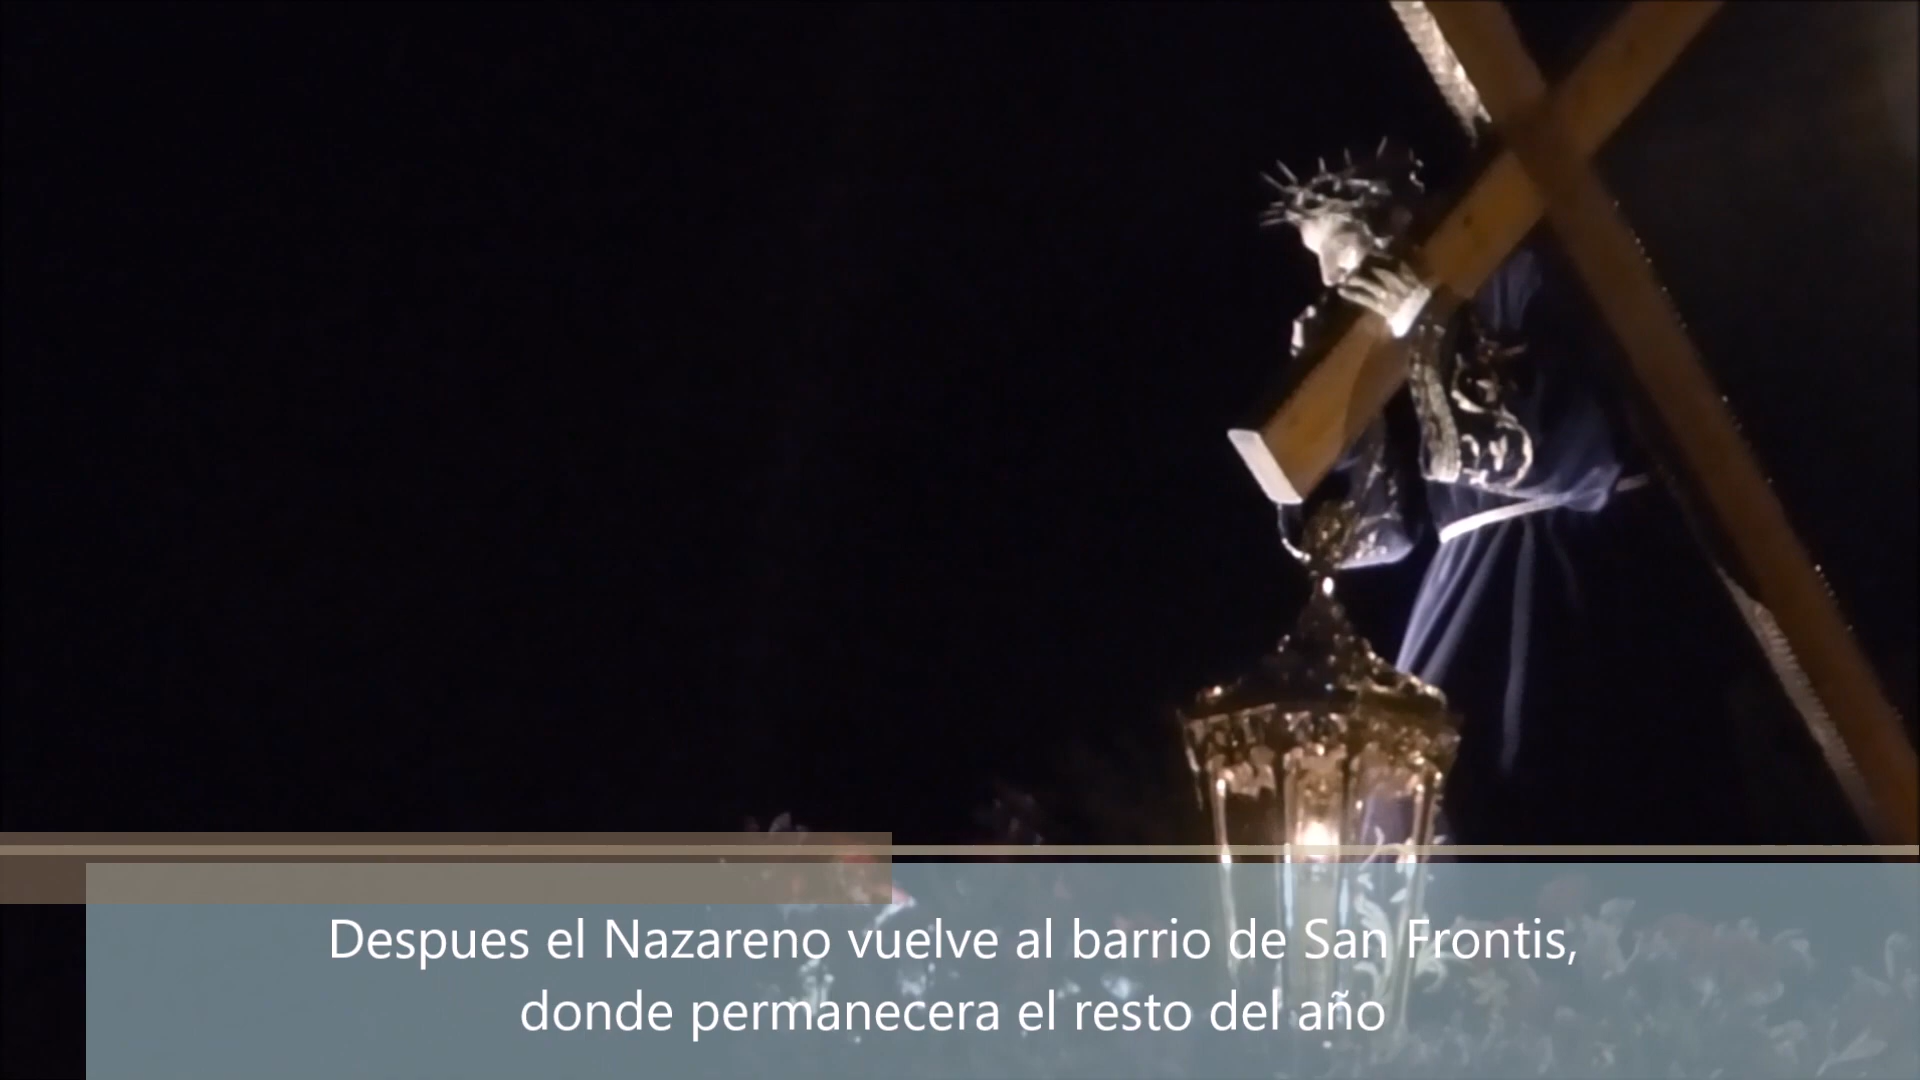 Despues el Nazareno vuelve al barrio de San Frontis,
donde permanecera el resto del año